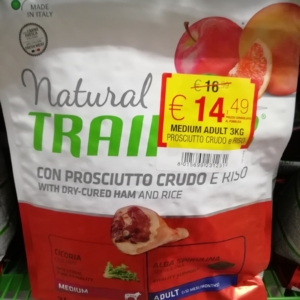 MADE
IN ITALY
Natural
TRAIN
€ 16
€ 14,49
MEDIUM ADULT 3KG
PROSCIUTTO CRUDO e RISO
CON PROSCIUTTO CRUDO E RISO
WITH DRY-CURED HAM AND RICE
MEDIUM
ADULT